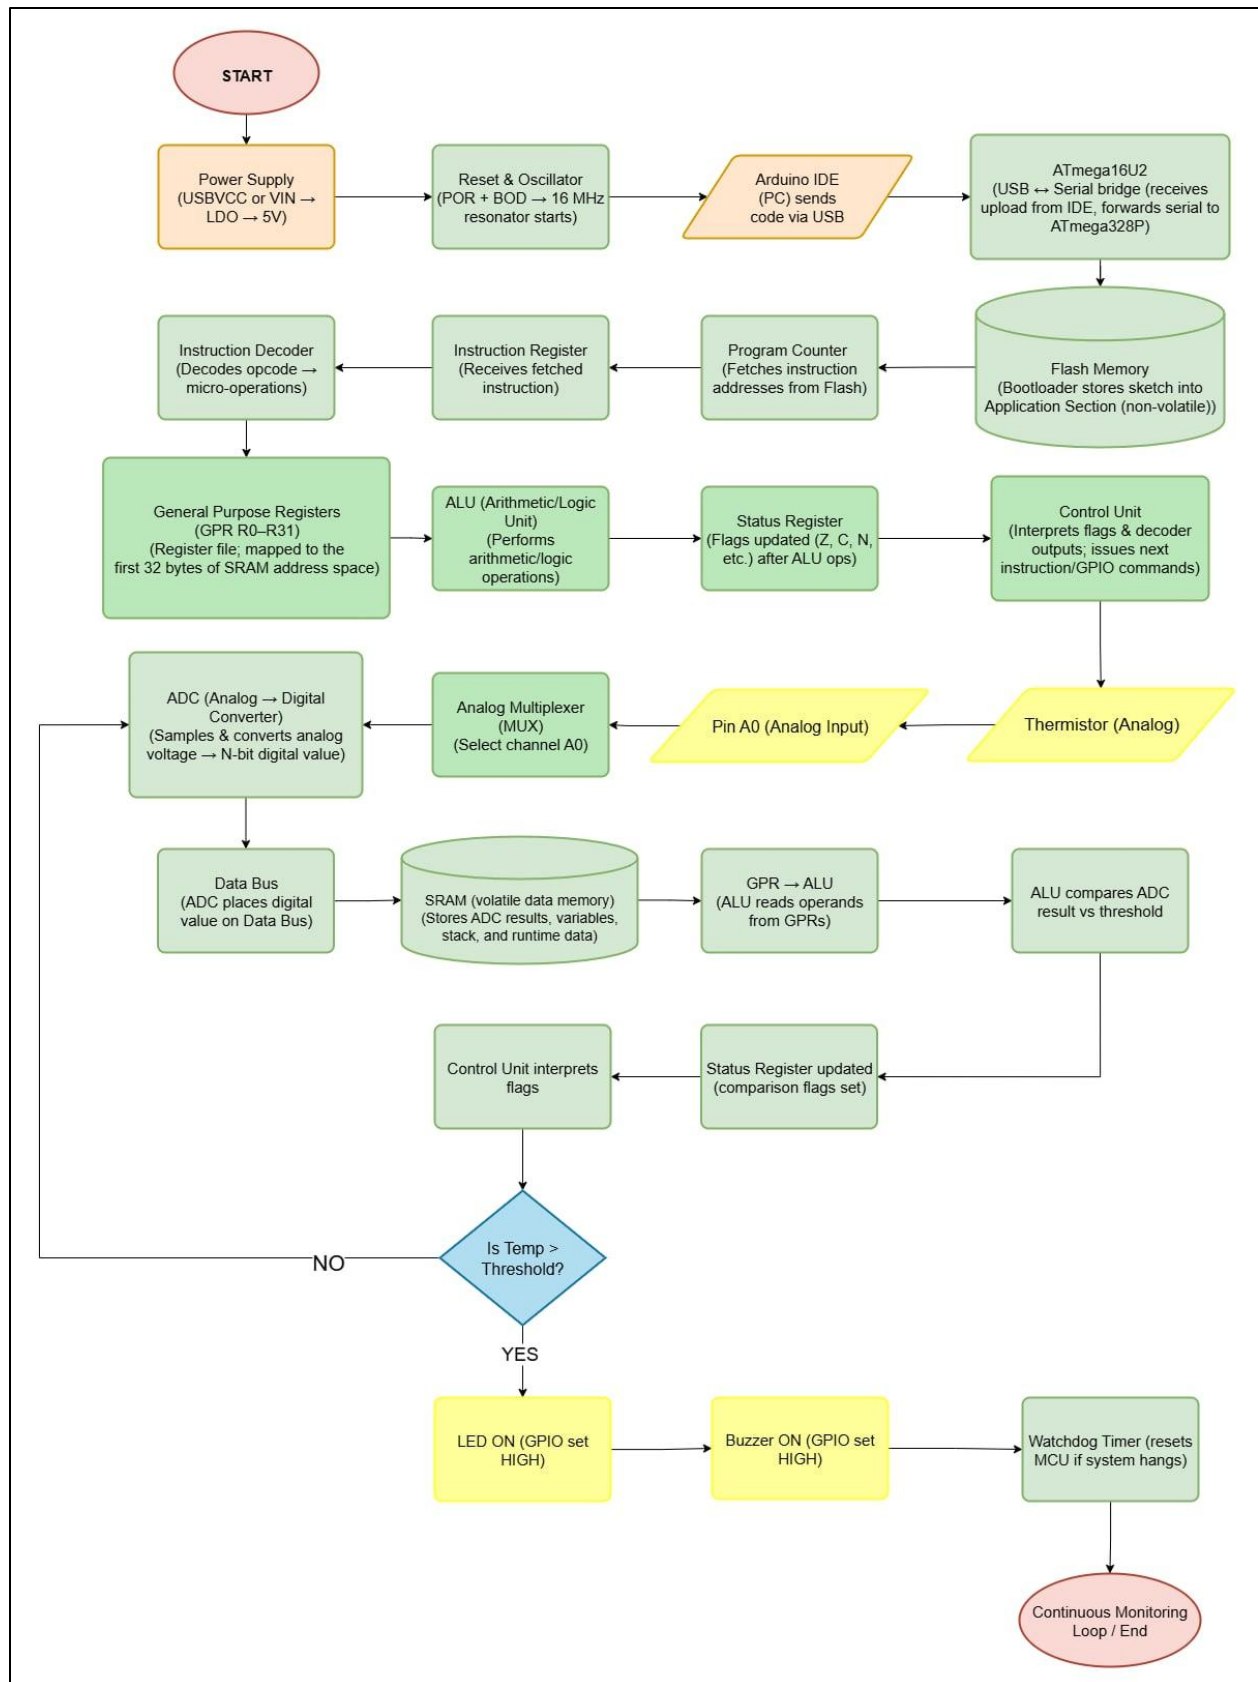 START
Power Supply
(USBVCC or VIN →
LDO → 5V)
Reset & Oscillator
(POR + BOD → 16 MHz
resonator starts)
Arduino IDE
(PC) sends
code via USB
ATmega16U2
(USB ↔ Serial bridge (receives
upload from IDE, forwards serial to
ATmega328P)
Instruction Decoder
(Decodes opcode →
micro-operations)
Instruction Register
(Receives fetched
instruction)
Program Counter
(Fetches instruction
addresses from Flash)
Flash Memory
(Bootloader stores sketch into
Application Section (non-volatile))
General Purpose Registers
(GPR R0–R31)
(Register file; mapped to the
first 32 bytes of SRAM address space)
ALU (Arithmetic/Logic
Unit)
(Performs
arithmetic/logic
operations)
Status Register
(Flags updated (Z, C, N,
etc.) after ALU ops)
Control Unit
(Interprets flags & decoder
outputs; issues next
instruction/GPIO commands)
ADC (Analog → Digital
Converter)
(Samples & converts analog
voltage → N-bit digital value)
Analog Multiplexer
(MUX)
(Select channel A0)
Pin A0 (Analog Input)
Thermistor (Analog)
Data Bus
(ADC places digital
value on Data Bus)
SRAM (volatile data memory)
(Stores ADC results, variables,
stack, and runtime data)
GPR → ALU
(ALU reads operands
from GPRs)
ALU compares ADC
result vs threshold
Control Unit interprets
flags
Status Register updated
(comparison flags set)
Is Temp >
Threshold?
NO
YES
LED ON (GPIO set
HIGH)
Buzzer ON (GPIO set
HIGH)
Watchdog Timer (resets
MCU if system hangs)
Continuous Monitoring
Loop / End